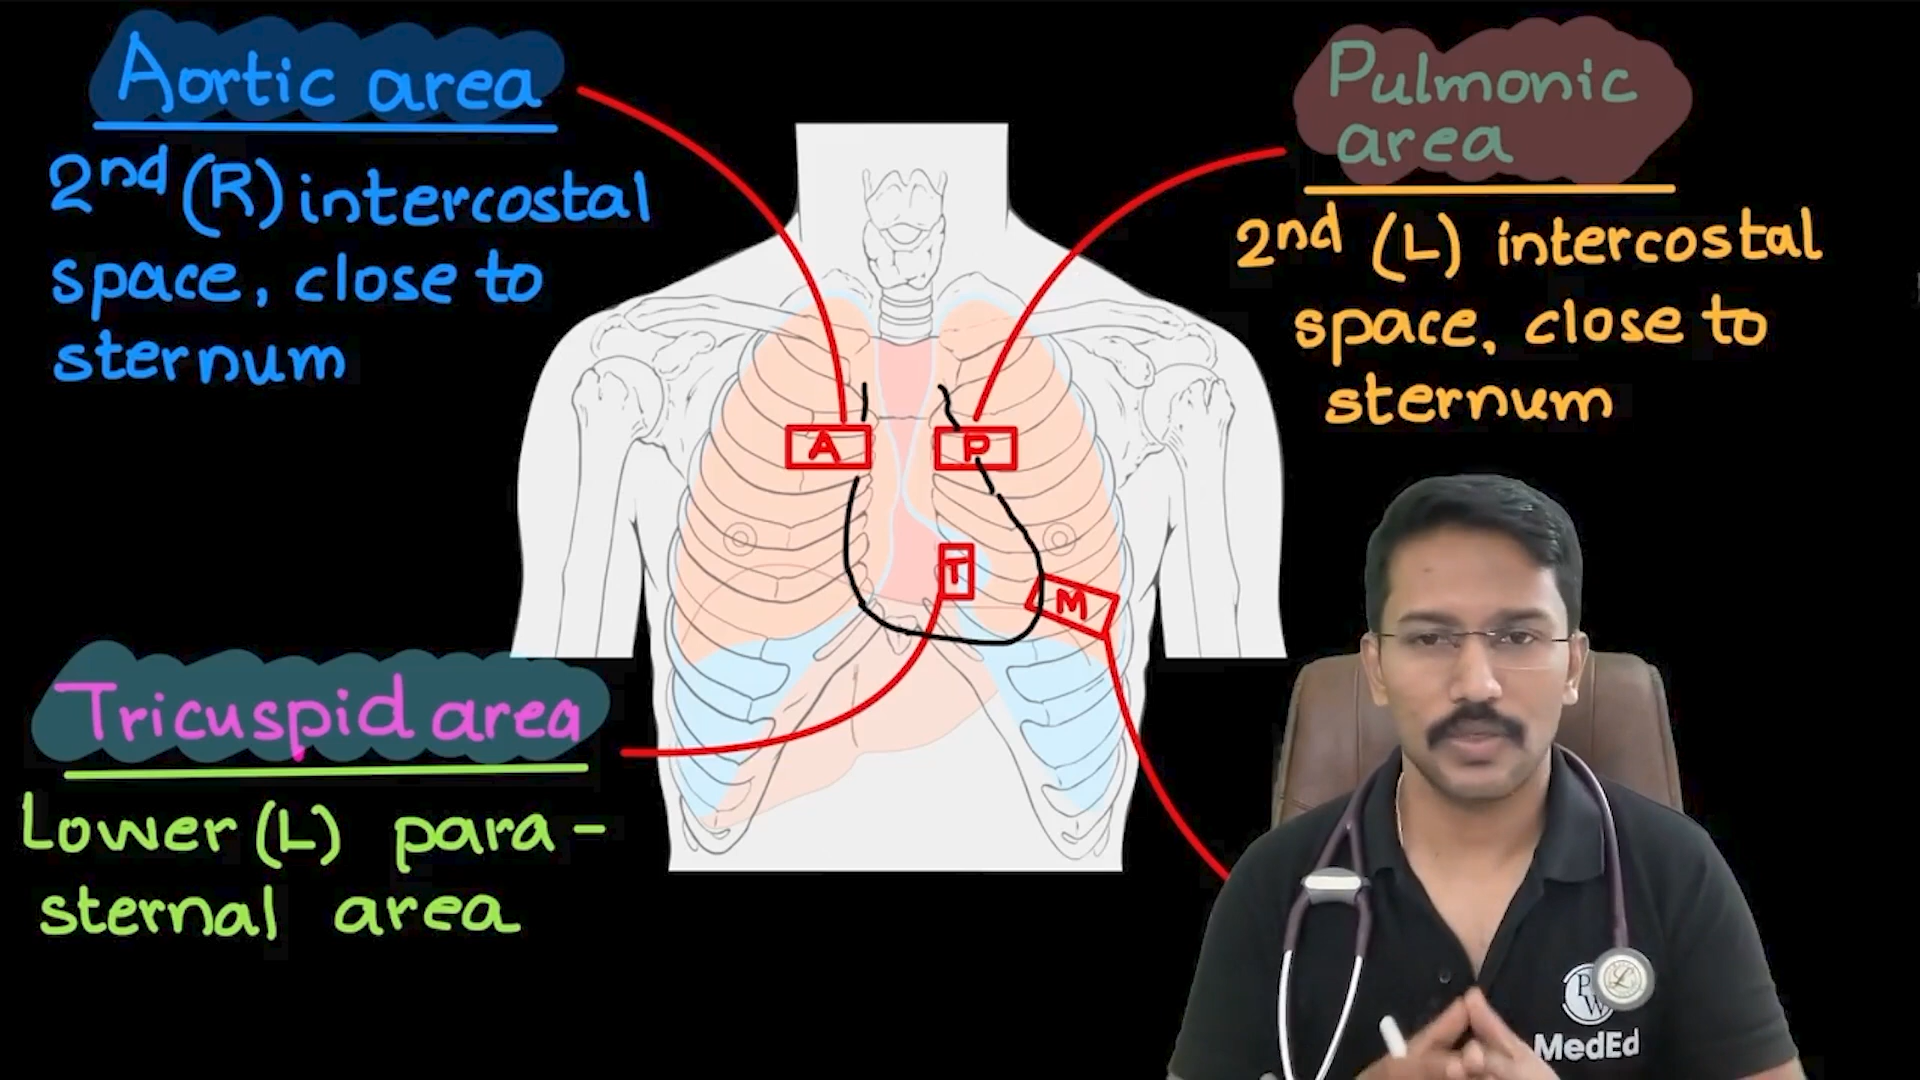 Aortic area
2nd (R) intercostal
space, close to
sternum
Pulmonic
area
2nd (L) intercostal
space, close to
sternum
A
P
T
M
Tricuspid area
Lower (L) para-
sternal area
PW
MedEd